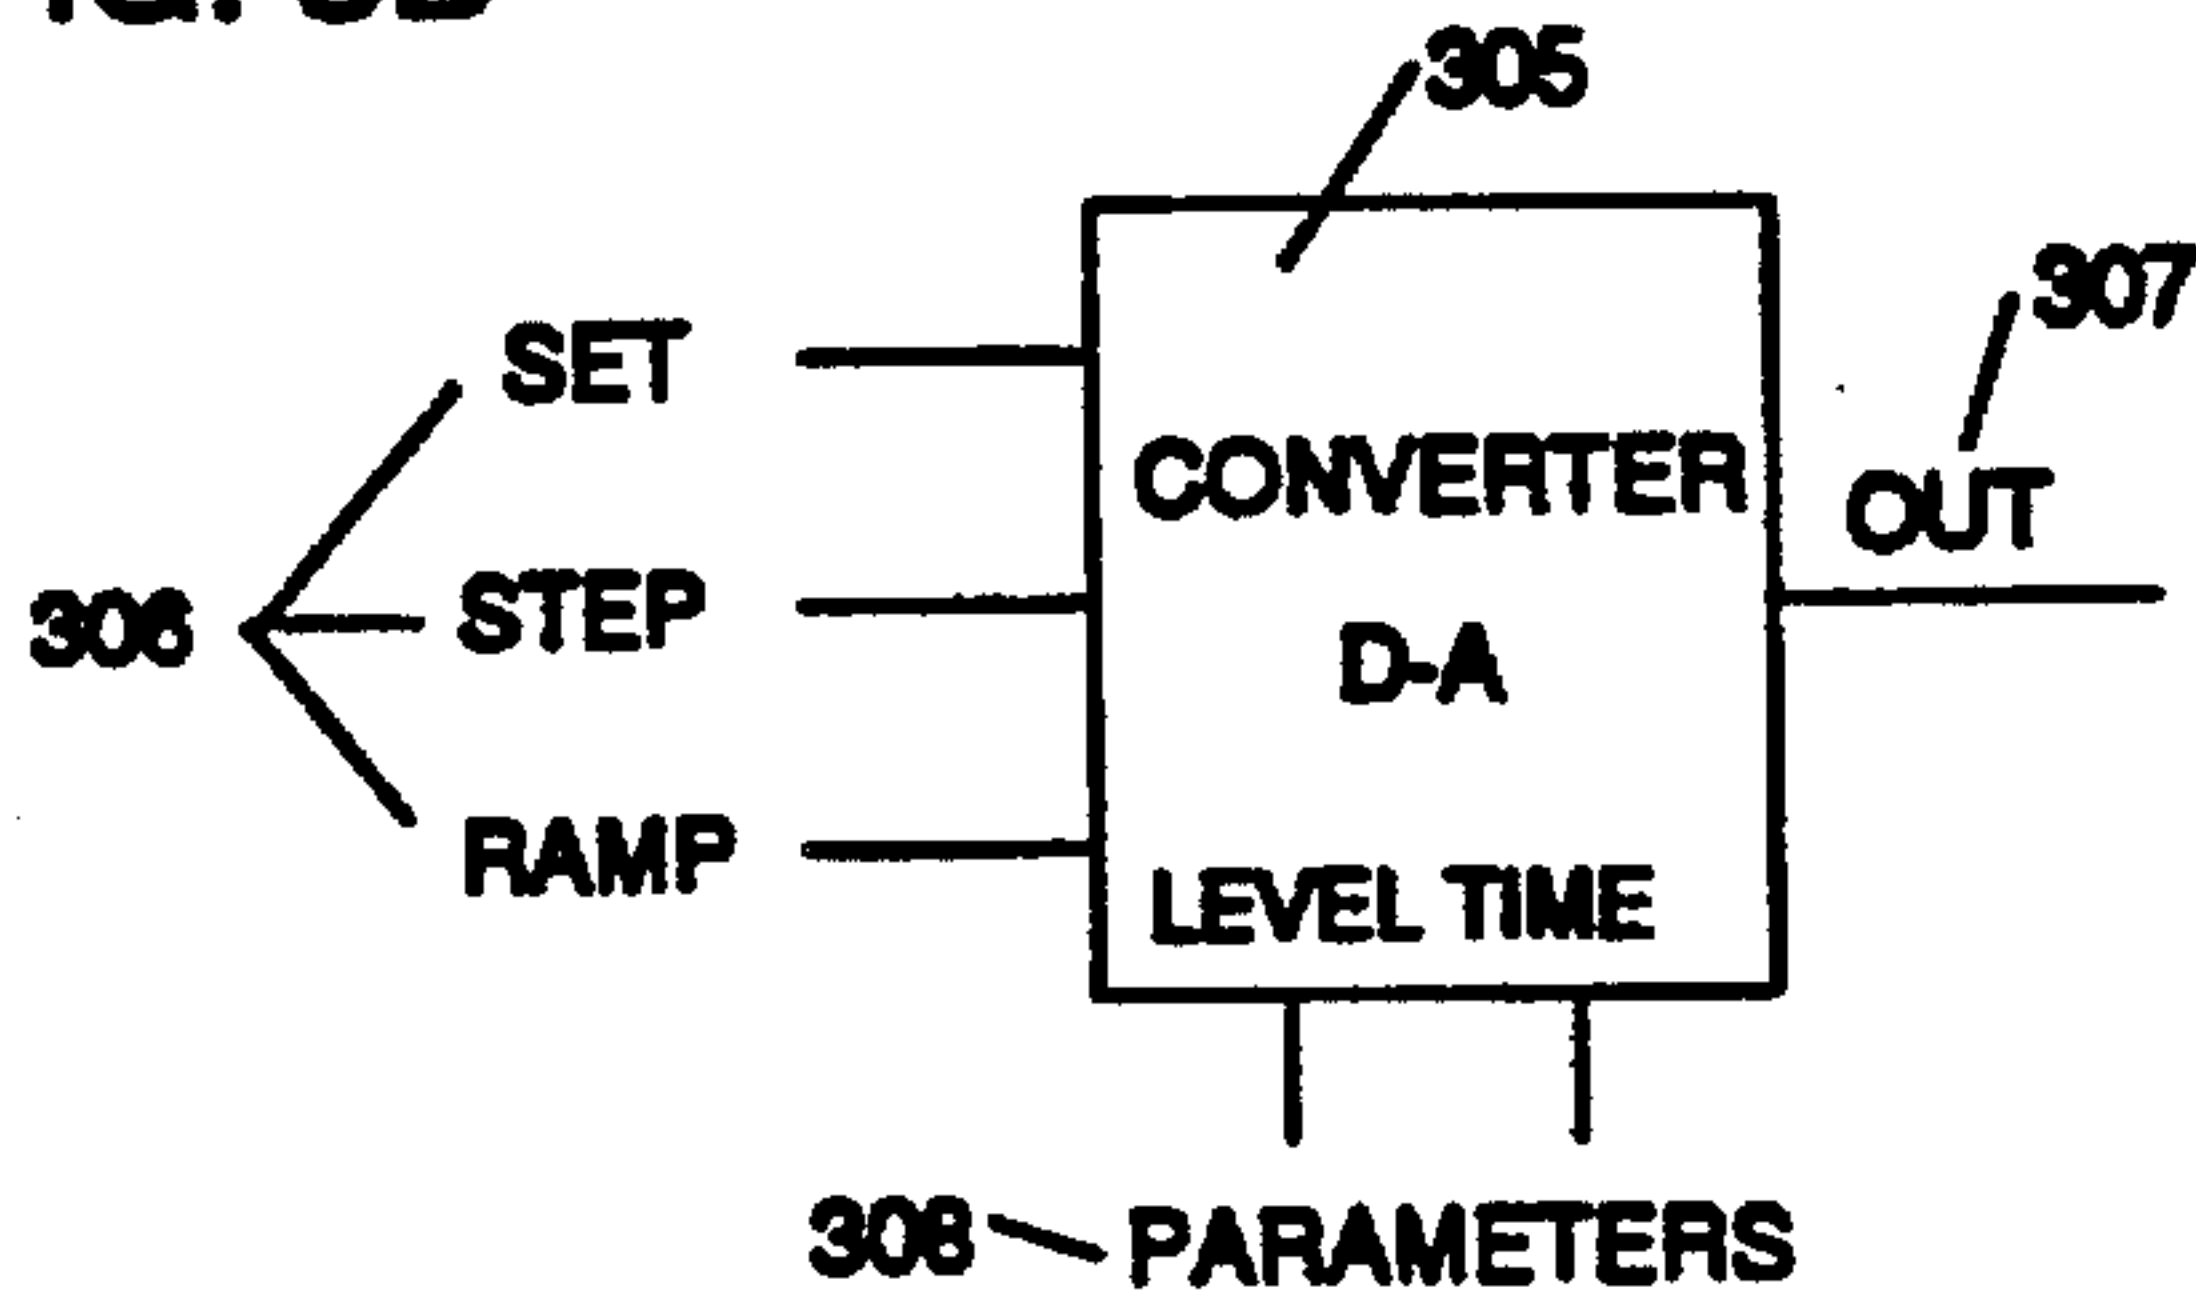 305
307
SET
CONVERTER
OUT
306
STEP
D-A
RAMP
LEVEL TIME
308 PARAMETERS